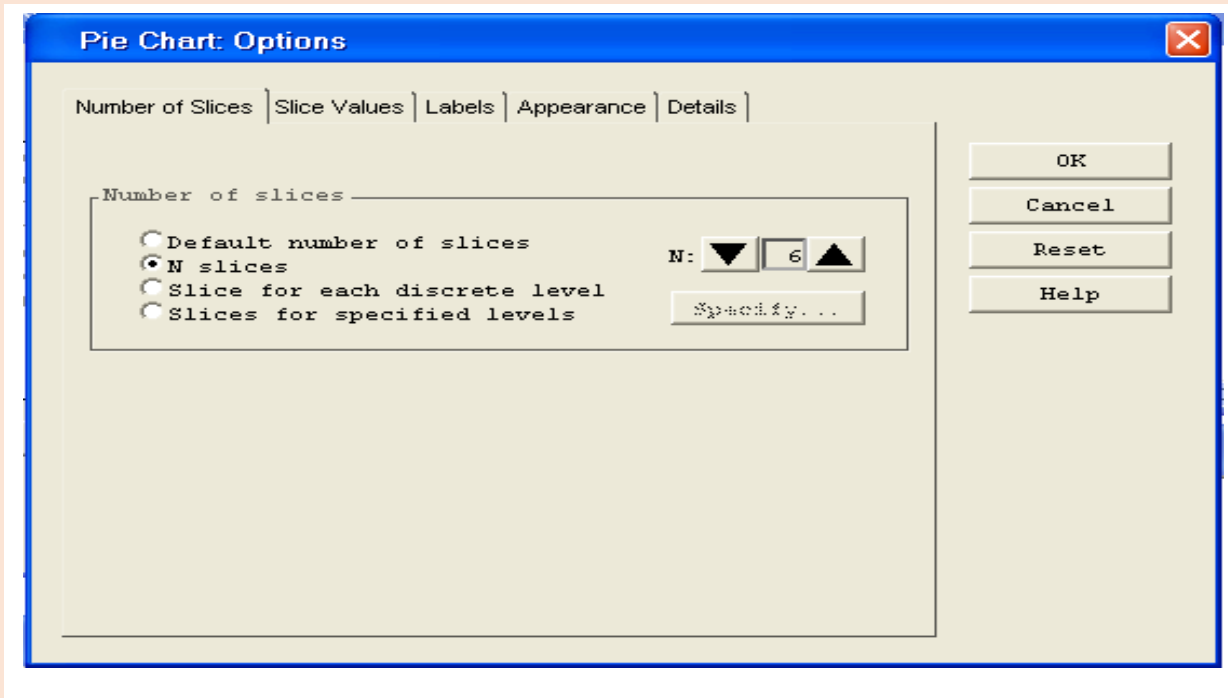 Pie Chart: Options
Number of Slices Slice Values Labels Appearance Details
Number of slices
Default number of slices
N slices
Slice for each discrete level
Slices for specified levels
N: 6
Specify...
OK
Cancel
Reset
Help